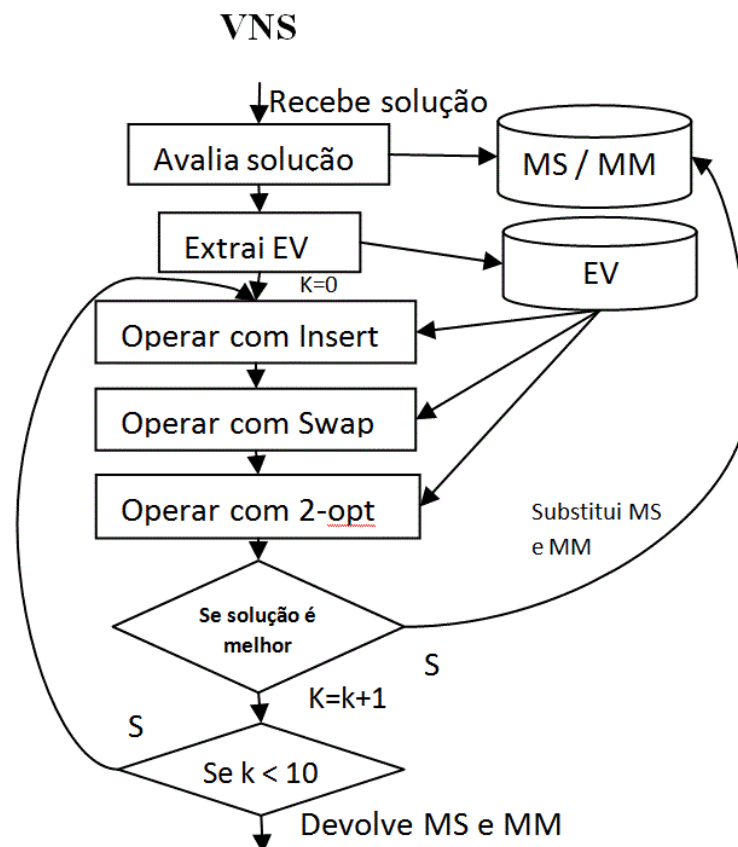 VNS
Recebe solução
Avalia solucão
MS / MM
Extrai EV
EV
K=0
Operar com Insert
Operar com Swap
Operar com 2-opt
Substitui MS
e MM
Se solução é
melhor
S
K=k+1
S
Se k < 10
Devolve MS e MM